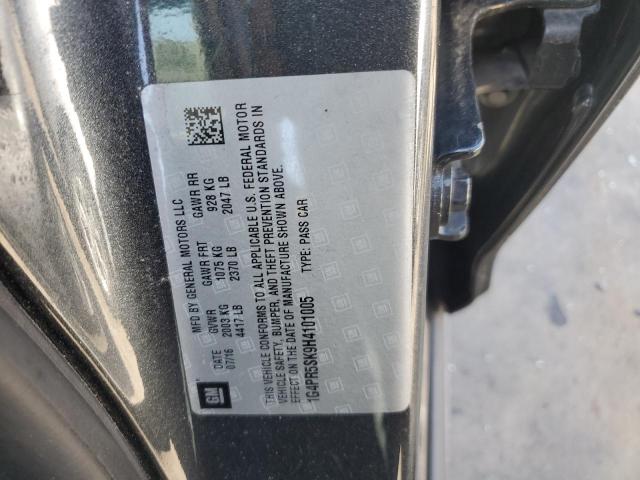 MFD BY GENERAL MOTORS LLC
DATE GVWR GAWR FRT GAWR RR
07/16 2003 KG 1075 KG 928 KG
4417 LB 2370 LB 2047 LB
THIS VEHICLE CONFORMS TO ALL APPLICABLE U.S. FEDERAL MOTOR
VEHICLE SAFETY, BUMPER, AND THEFT PREVENTION STANDARDS IN
EFFECT ON THE DATE OF MANUFACTURE SHOWN ABOVE.
1G4PR5SK9H4101005 TYPE: PASS CAR
GM